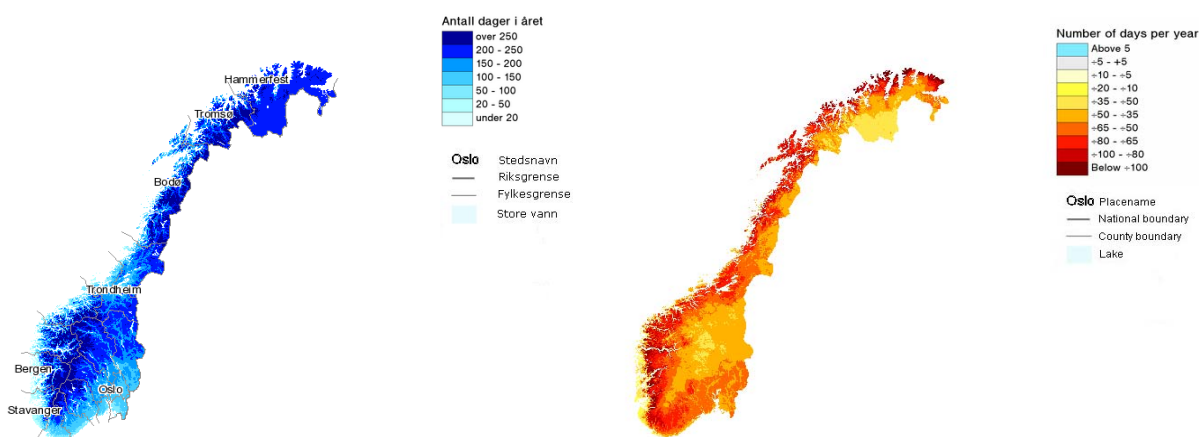 Antall dager i året
over 250
200 - 250
150 - 200
100 - 150
50 - 100
20 - 50
under 20
Oslo Stedsnavn
Riksgrense
Fylkesgrense
Store vann
Hammerfest
Tromsø
Bodø
Trondheim
Bergen
Oslo
Stavanger
Number of days per year
Above 5
÷5 - +5
÷10 - ÷5
÷20 - ÷10
÷35 - ÷50
÷50 - ÷35
÷65 - ÷50
÷80 - ÷65
÷100 - ÷80
Below ÷100
Oslo Placename
National boundary
County boundary
Lake